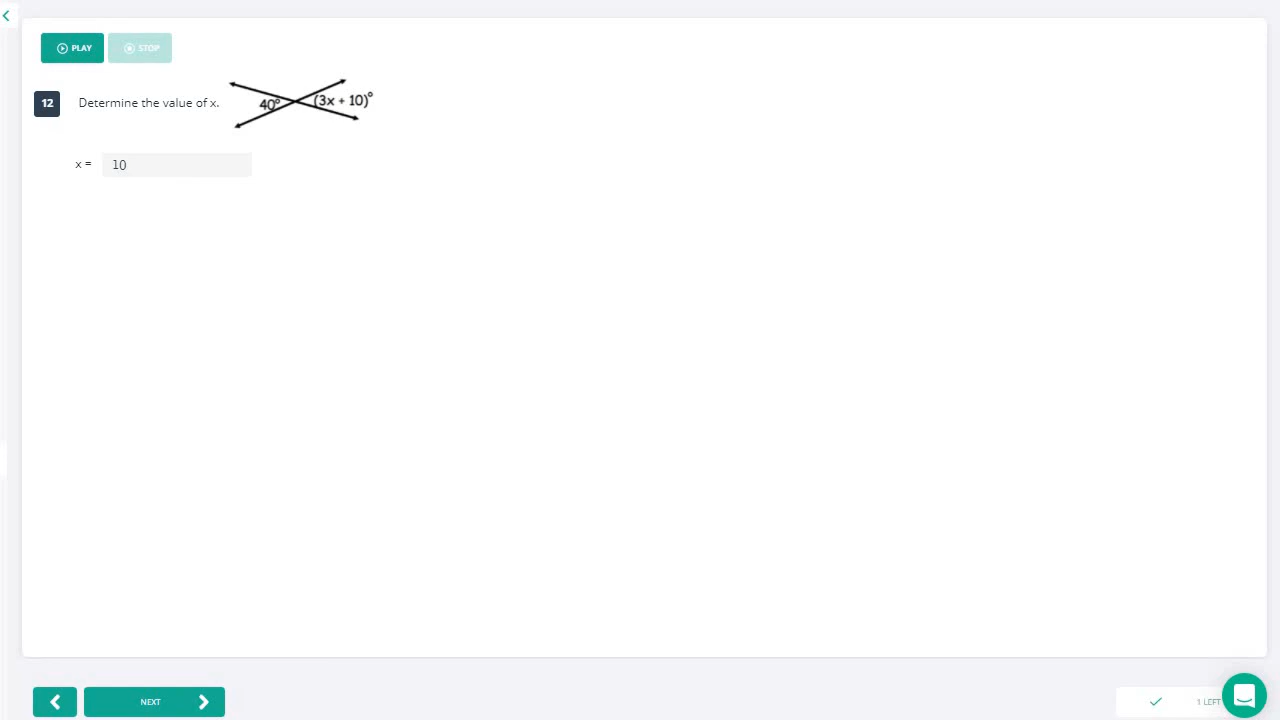 PLAY STOP
12 Determine the value of x. 40° (3x + 10)°
x = 10
NEXT
1 LEFT